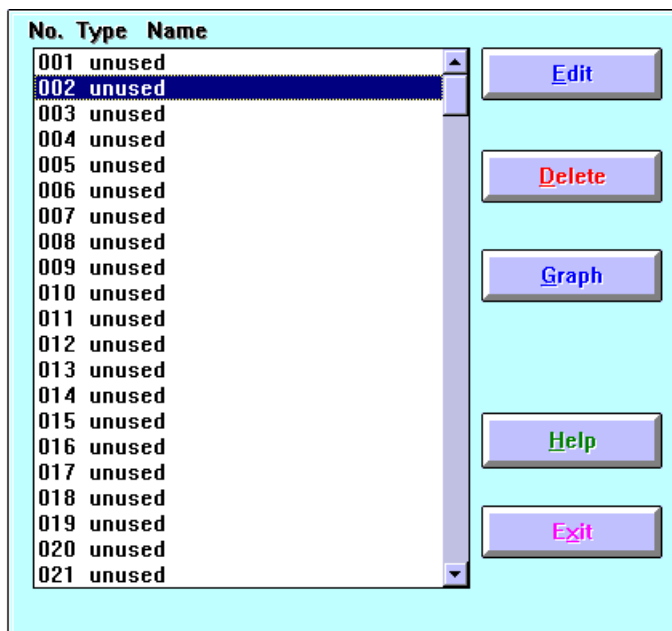 No. Type Name
001 unused
002 unused
003 unused
004 unused
005 unused
006 unused
007 unused
008 unused
009 unused
010 unused
011 unused
012 unused
013 unused
014 unused
015 unused
016 unused
017 unused
018 unused
019 unused
020 unused
021 unused
Edit
Delete
Graph
Help
Exit